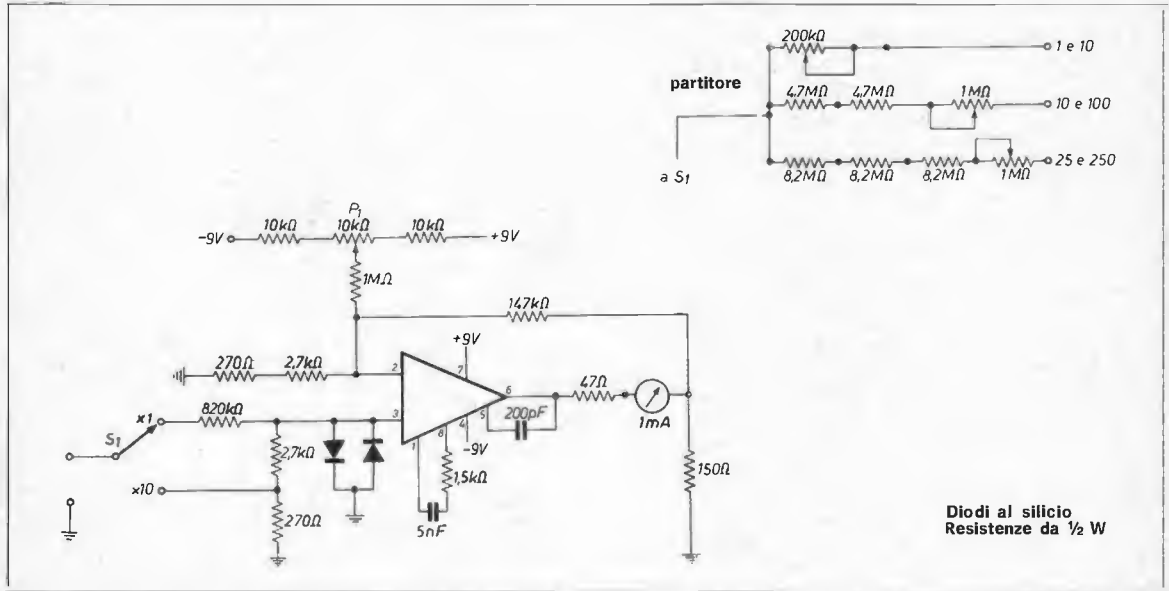 200kΩ
1 e 10
partitore
4,7MΩ 4,7MΩ 1MΩ
10 e 100
a S1
8,2MΩ 8,2MΩ 8,2MΩ 1MΩ
25 e 250
P1
-9V 10kΩ 10kΩ 10kΩ +9V
1MΩ
147kΩ
+9V
270Ω 2,7kΩ 2 7
47Ω
6
x1 820kΩ 3 5 200pF
4
S1
-9V
1mA
2,7kΩ
1 8
1,5kΩ
150Ω
x10
270Ω
5nF
Diodi al silicio
Resistenze da ½ W